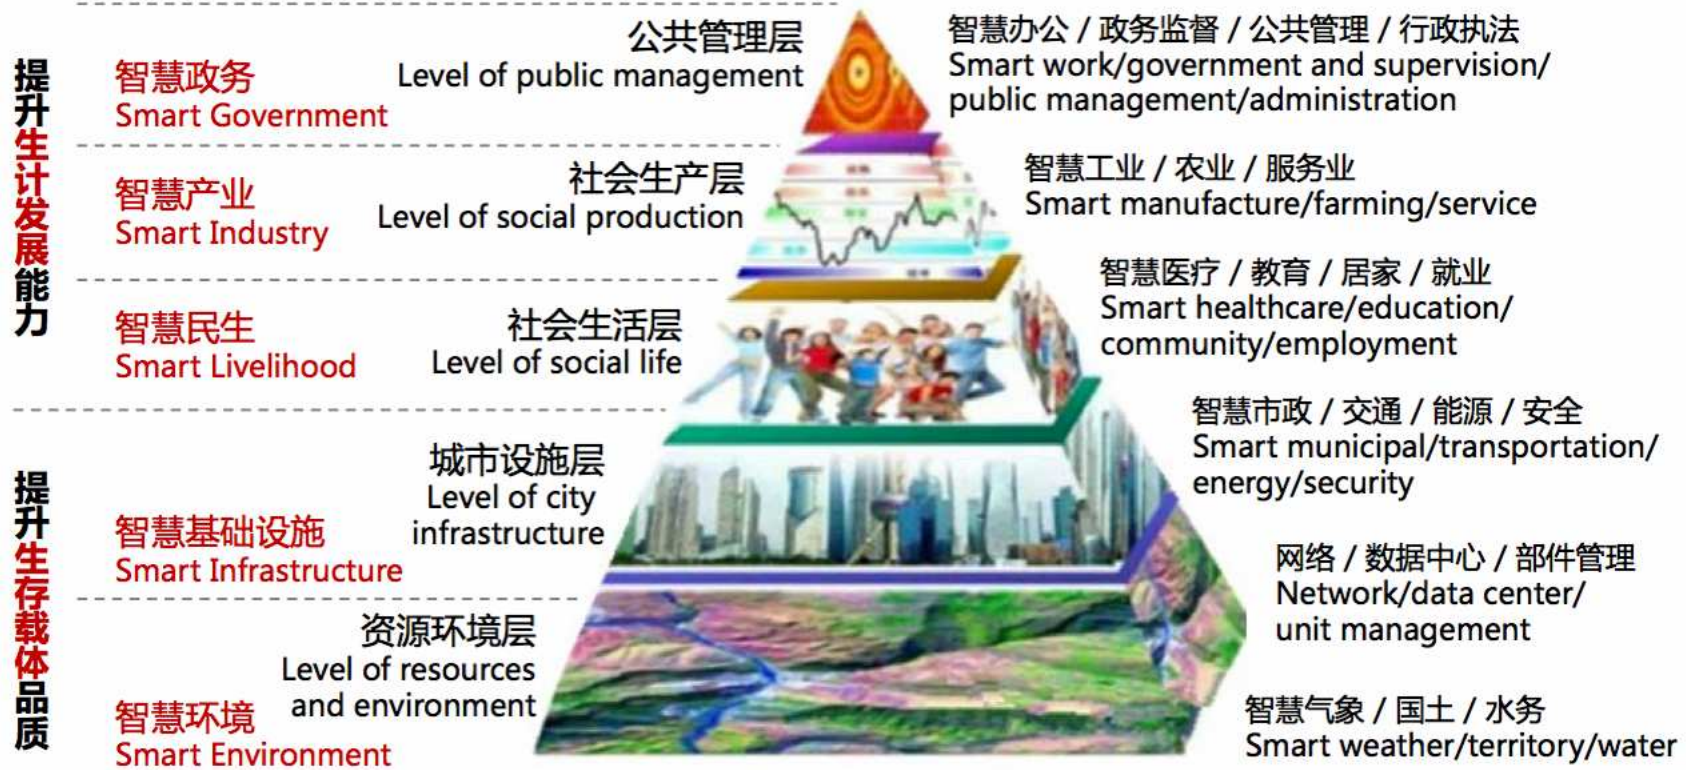 提升生计发展能力
智慧政务
Smart Government
公共管理层
Level of public management
智慧办公 / 政务监督 / 公共管理 / 行政执法
Smart work/government and supervision/
public management/administration
智慧产业
Smart Industry
社会生产层
Level of social production
智慧工业 / 农业 / 服务业
Smart manufacture/farming/service
智慧民生
Smart Livelihood
社会生活层
Level of social life
智慧医疗 / 教育 / 居家 / 就业
Smart healthcare/education/
community/employment
提升生存载体品质
智慧基础设施
Smart Infrastructure
城市设施层
Level of city
infrastructure
智慧市政 / 交通 / 能源 / 安全
Smart municipal/transportation/
energy/security
网络 / 数据中心 / 部件管理
Network/data center/
unit management
智慧环境
Smart Environment
资源环境层
Level of resources
and environment
智慧气象 / 国土 / 水务
Smart weather/territory/water